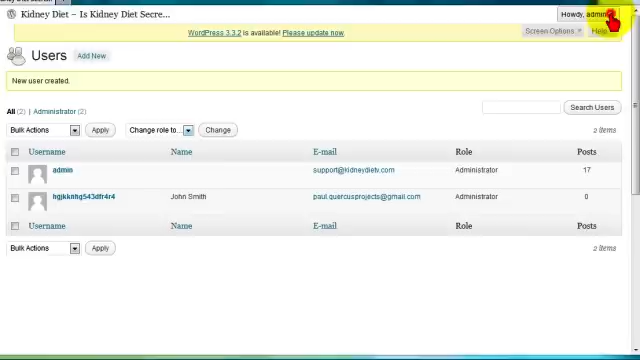 Kidney Diet – Is Kidney Diet Secre...
Howdy, admin
WordPress 3.3.2 is available! Please update now.
Screen Options
Help
Users
Add New
New user created.
All (2) | Administrator (2)
Search Users
Bulk Actions
Apply
Change role to...
Change
2 items
Username Name E-mail Role Posts
admin support@kidneydietv.com Administrator 17
hgjkknhg543dfr4r4 John Smith paul.quercusprojects@gmail.com Administrator 0
Username Name E-mail Role Posts
Bulk Actions
Apply
2 items